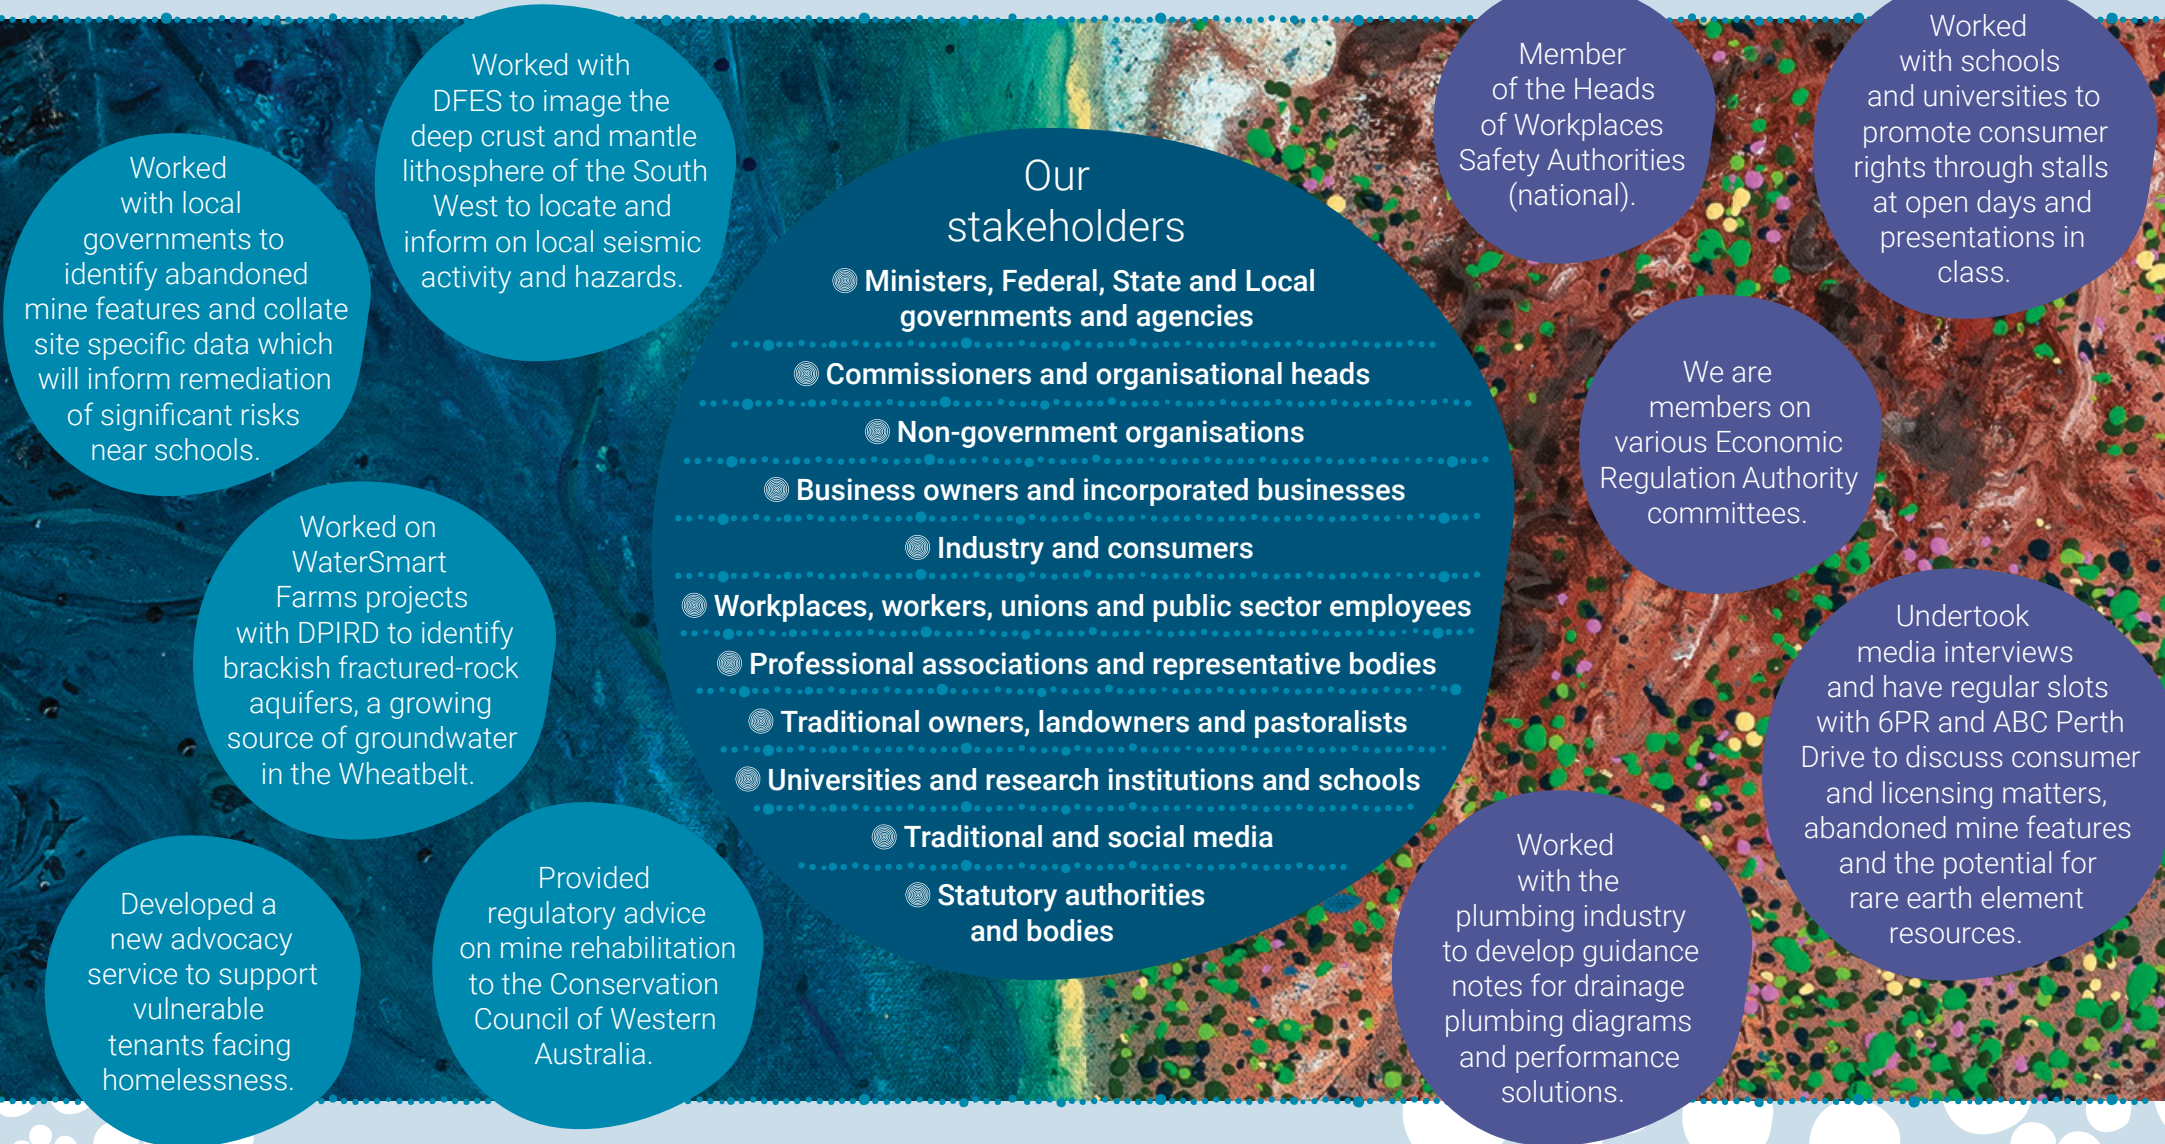 Worked with
DFES to image the
deep crust and mantle
lithosphere of the South
West to locate and
inform on local seismic
activity and hazards.
Worked
with local
governments to
identify abandoned
mine features and collate
site specific data which
will inform remediation
of significant risks
near schools.
Worked on
WaterSmart
Farms projects
with DPIRD to identify
brackish fractured-rock
aquifers, a growing
source of groundwater
in the Wheatbelt.
Developed a
new advocacy
service to support
vulnerable
tenants facing
homelessness.
Provided
regulatory advice
on mine rehabilitation
to the Conservation
Council of Western
Australia.
Our
stakeholders
Ministers, Federal, State and Local
governments and agencies
Commissioners and organisational heads
Non-government organisations
Business owners and incorporated businesses
Industry and consumers
Workplaces, workers, unions and public sector employees
Professional associations and representative bodies
Traditional owners, landowners and pastoralists
Universities and research institutions and schools
Traditional and social media
Statutory authorities
and bodies
Member
of the Heads
of Workplaces
Safety Authorities
(national).
Worked
with schools
and universities to
promote consumer
rights through stalls
at open days and
presentations in
class.
We are
members on
various Economic
Regulation Authority
committees.
Undertook
media interviews
and have regular slots
with 6PR and ABC Perth
Drive to discuss consumer
and licensing matters,
abandoned mine features
and the potential for
rare earth element
resources.
Worked
with the
plumbing industry
to develop guidance
notes for drainage
plumbing diagrams
and performance
solutions.